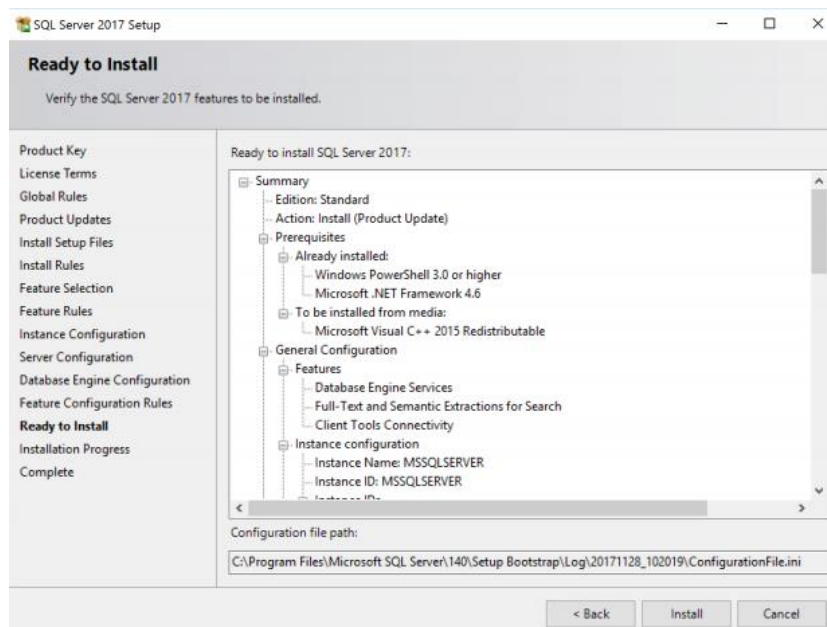 SQL Server 2017 Setup
Ready to Install
Verify the SQL Server 2017 features to be installed.
Product Key
License Terms
Global Rules
Product Updates
Install Setup Files
Install Rules
Feature Selection
Feature Rules
Instance Configuration
Server Configuration
Database Engine Configuration
Feature Configuration Rules
Ready to Install
Installation Progress
Complete
Ready to install SQL Server 2017:
Summary
Edition: Standard
Action: Install (Product Update)
Prerequisites
Already installed:
Windows PowerShell 3.0 or higher
Microsoft .NET Framework 4.6
To be installed from media:
Microsoft Visual C++ 2015 Redistributable
General Configuration
Features
Database Engine Services
Full-Text and Semantic Extractions for Search
Client Tools Connectivity
Instance configuration
Instance Name: MSSQLSERVER
Instance ID: MSSQLSERVER
Configuration file path:
C:\Program Files\Microsoft SQL Server\140\Setup Bootstrap\Log\20171128_102019\ConfigurationFile.ini
< Back
Install
Cancel